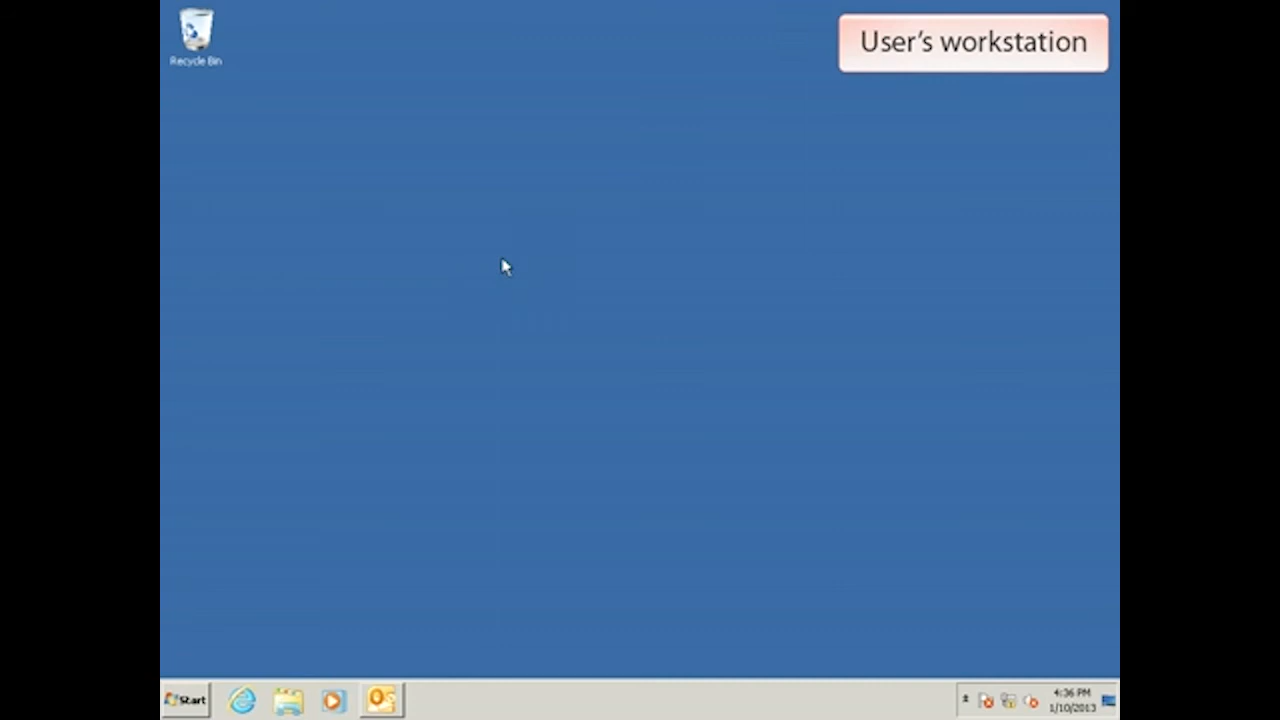 Recycle Bin
User's workstation
Start
4:36 PM
1/10/2013